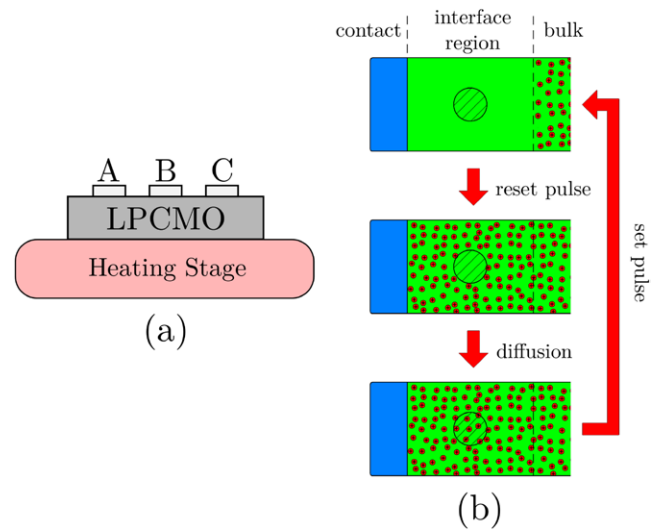 A B C
LPCMO
Heating Stage
(a)
contact
interface
region
bulk
reset pulse
diffusion
set pulse
(b)